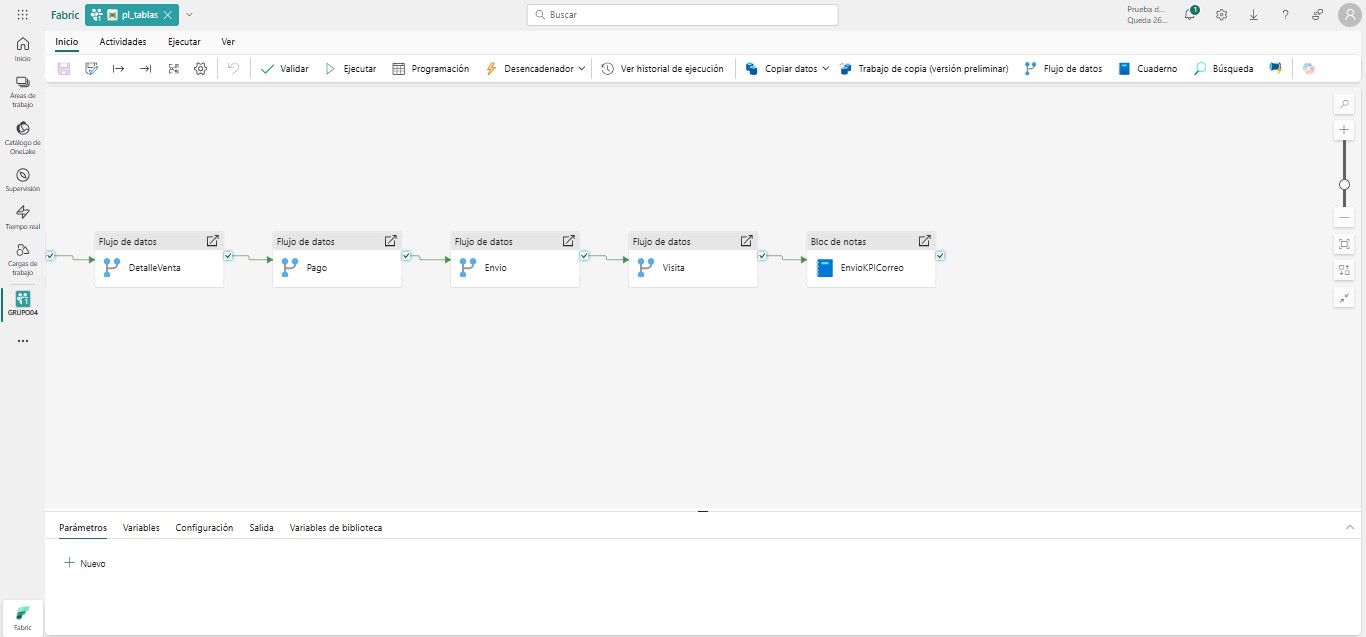 Fabric
pl_tablas
Buscar
Prueba d...
Queda 26...
1
Inicio
Actividades
Ejecutar
Ver
Validar
Ejecutar
Programación
Desencadenador
Ver historial de ejecución
Copiar datos
Trabajo de copia (versión preliminar)
Flujo de datos
Cuaderno
Búsqueda
Inicio
Áreas de
trabajo
Catálogo de
OneLake
Supervisión
Tiempo real
Cargas de
trabajo
GRUPO04
Fabric
Flujo de datos
DetalleVenta
Flujo de datos
Pago
Flujo de datos
Envio
Flujo de datos
Visita
Bloc de notas
EnvioKPICorreo
Parámetros
Variables
Configuración
Salida
Variables de biblioteca
Nuevo